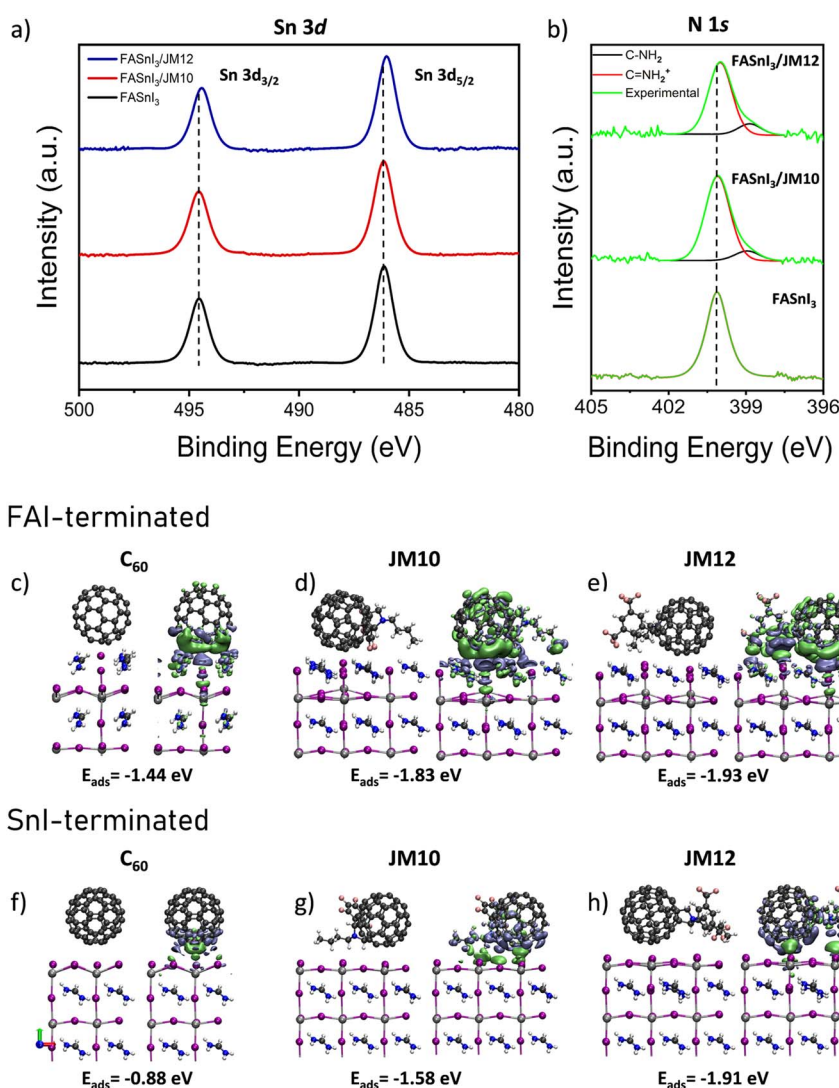 a)
Sn 3d
FASnI₃/JM12
FASnI₃/JM10
FASnI₃
Sn 3d₃/₂
Sn 3d₅/₂
Intensity (a.u.)
500 495 490 485 480
Binding Energy (eV)
b)
N 1s
C-NH₂
C=NH₂⁺
Experimental
FASnI₃/JM12
FASnI₃/JM10
FASnI₃
Intensity (a.u.)
405 402 399 396
Binding Energy (eV)
FAI-terminated
c)
C₆₀
Eads= -1.44 eV
d)
JM10
Eads= -1.83 eV
e)
JM12
Eads= -1.93 eV
SnI-terminated
f)
C₆₀
Eads= -0.88 eV
g)
JM10
Eads= -1.58 eV
h)
JM12
Eads= -1.91 eV